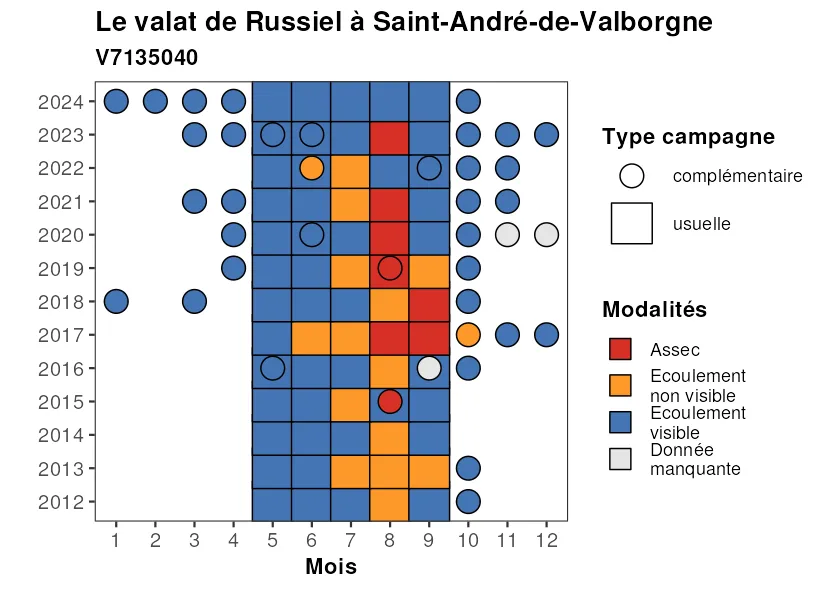 Le valat de Russiel à Saint-André-de-Valborgne
V7135040
2024
2023
2022
2021
2020
2019
2018
2017
2016
2015
2014
2013
2012
1 2 3 4 5 6 7 8 9 10 11 12
Mois
Type campagne
complémentaire
usuelle
Modalités
Assec
Ecoulement
non visible
Ecoulement
visible
Donnée
manquante